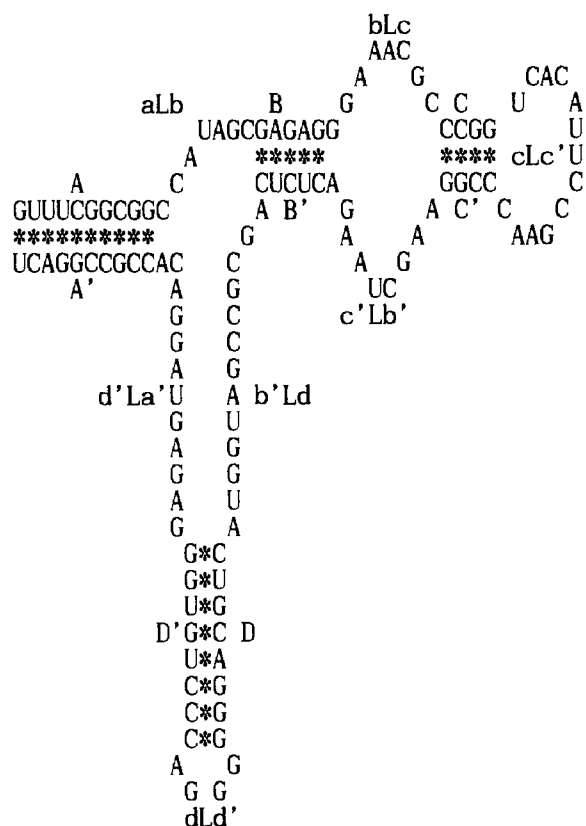 bLc
AAC
A G CAC
aLb B G C C U A
UAGCGAGAGG CCGG U
A ***** **** cLc' U
A C CUCUCA GGCC C
GUUUCGGCGGC A B' G A C' C C
********** G A A AAG
UCAGGCCGCCAC C A G
A' A G UC
G C c'Lb'
G C
A G
d'La' U A b'Ld
G U
A G
G G
A U
G A
G*C
G*U
U*G
D' G*C D
U*A
C*G
C*G
C*G
A G
G G
dLd'